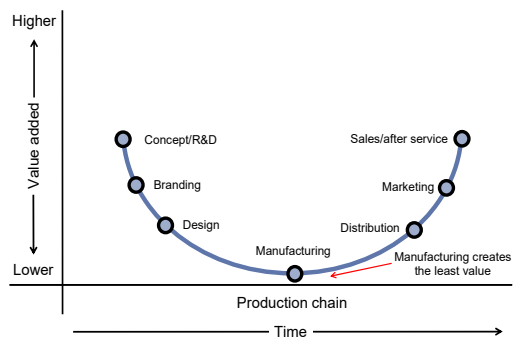 Higher
Value added
Lower
Concept/R&D
Branding
Design
Manufacturing
Sales/after service
Marketing
Distribution
Manufacturing creates
the least value
Production chain
Time